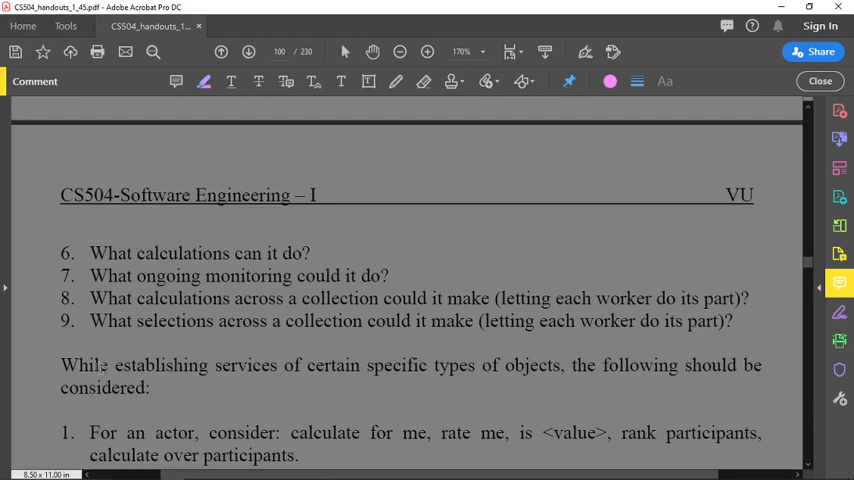 CS504_handouts_1_45.pdf - Adobe Acrobat Pro DC
Home Tools CS504_handouts_1... × Sign In
100 / 230 170% Share
Comment Close
CS504-Software Engineering – I VU
6. What calculations can it do?
7. What ongoing monitoring could it do?
8. What calculations across a collection could it make (letting each worker do its part)?
9. What selections across a collection could it make (letting each worker do its part)?
While establishing services of certain specific types of objects, the following should be
considered:
1. For an actor, consider: calculate for me, rate me, is <value>, rank participants,
calculate over participants.
8.50 x 11.00 in